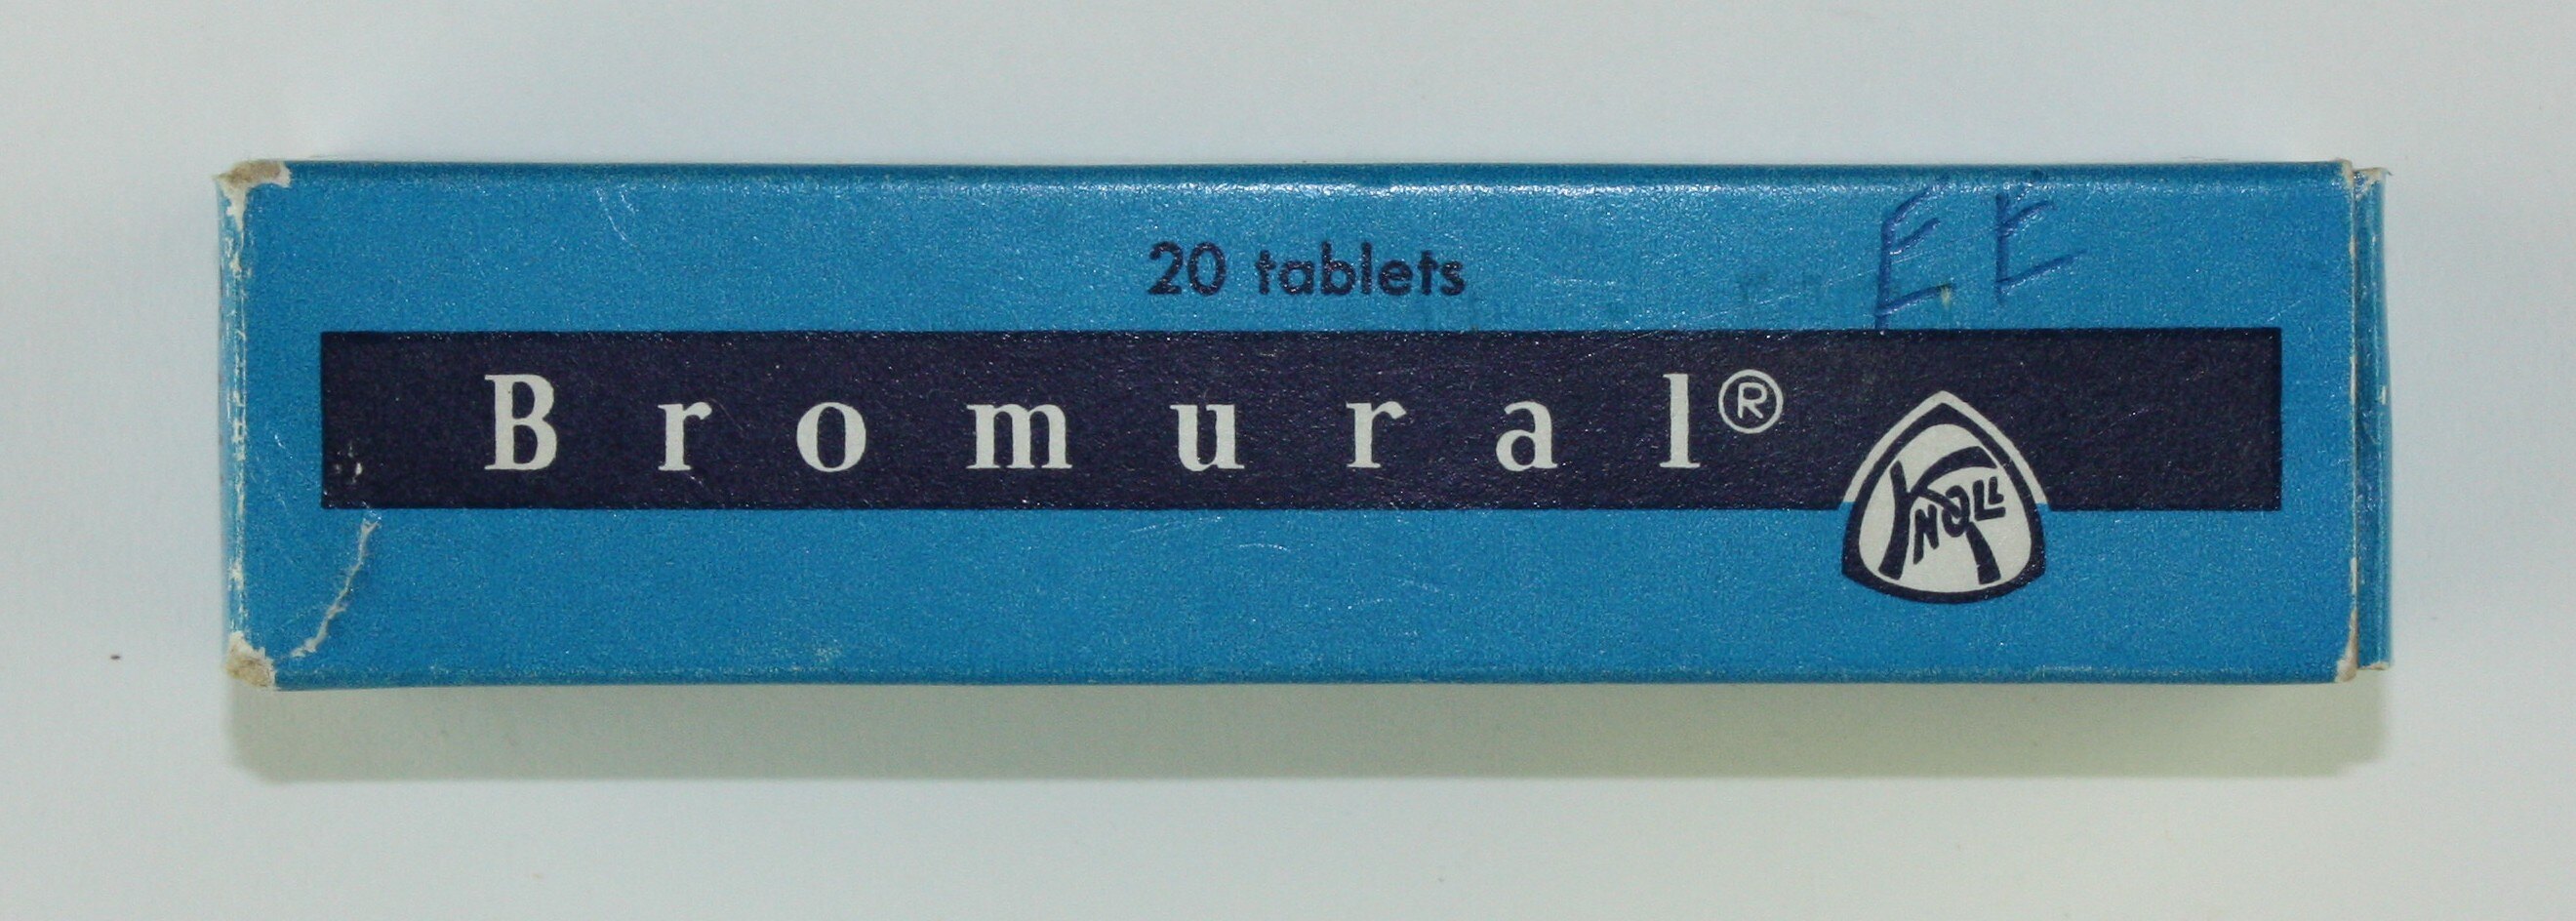 20 tablets
EE
Bromural®
KNOLL